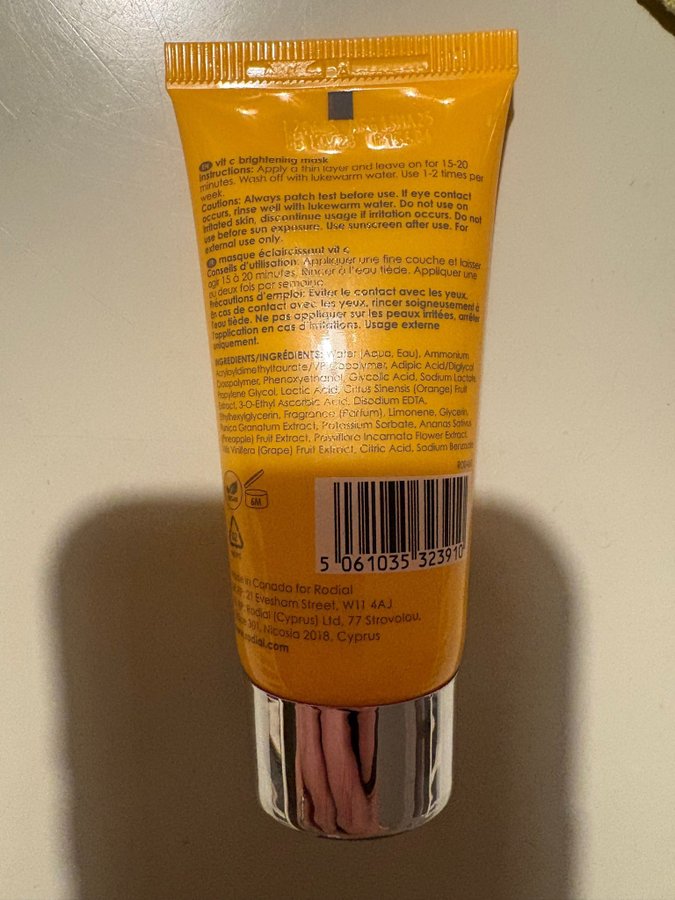 EN vit c brightening mask
Instructions: Apply a thin layer and leave on for 15-20
minutes. Wash off with lukewarm water. Use 1-2 times per
week.
Cautions: Always patch test before use. If eye contact
occurs, rinse well with lukewarm water. Do not use on
irritated skin, discontinue usage if irritation occurs. Do not
use before sun exposure. Use sunscreen after use. For
external use only.
masque éclaircissant vit c
Conseils d'utilisation: Appliquer une fine couche et laisser
agir 15 à 20 minutes. Rincer à l'eau tiède. Appliquer une
ou deux fois par semaine.
Précautions d'emploi: Eviter le contact avec les yeux.
En cas de contact avec les yeux, rincer soigneusement à
l'eau tiède. Ne pas appliquer sur les peaux irritées, arrêter
l'application en cas d'irritations. Usage externe
uniquement.
INGREDIENTS/INGRÉDIENTS: Water (Aqua, Eau), Ammonium
Acryloyldimethyltaurate/VP Copolymer, Adipic Acid/Diglycol
Crosspolymer, Phenoxyethanol, Glycolic Acid, Sodium Lactate,
Propylene Glycol, Lactic Acid, Citrus Sinensis (Orange) Fruit
Extract, 3-O-Ethyl Ascorbic Acid, Disodium EDTA,
Ethylhexylglycerin, Fragrance (Parfum), Limonene, Glycerin,
Punica Granatum Extract, Potassium Sorbate, Ananas Sativus
(Pineapple) Fruit Extract, Passiflora Incarnata Flower Extract,
Vitis Vinifera (Grape) Fruit Extract, Citric Acid, Sodium Benzoate
VEGAN
6M
5 061035 323910
Made in Canada for Rodial
21 Evesham Street, W11 4AJ
Rodial (Cyprus) Ltd, 77 Strovolou,
301, Nicosia 2018, Cyprus
rodial.com